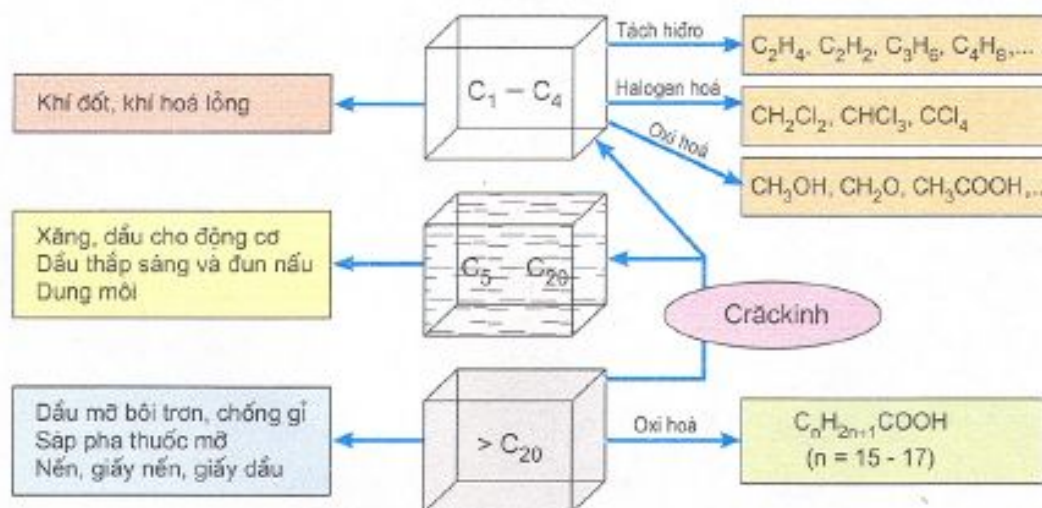 Tách hiđro
C₂H₄, C₂H₂, C₃H₆, C₄H₈,...
Khí đốt, khí hoá lỏng
C₁ – C₄
Halogen hoá
CH₂Cl₂, CHCl₃, CCl₄
Oxi hoá
CH₃OH, CH₂O, CH₃COOH,...
Xăng, dầu cho động cơ
Dầu thắp sáng và đun nấu
Dung môi
C₅ C₂₀
Crăckinh
Dầu mỡ bôi trơn, chống gỉ
Sáp pha thuốc mỡ
Nến, giấy nến, giấy dầu
> C₂₀
Oxi hoá
CₙH₂ₙ₊₁COOH
(n = 15 - 17)